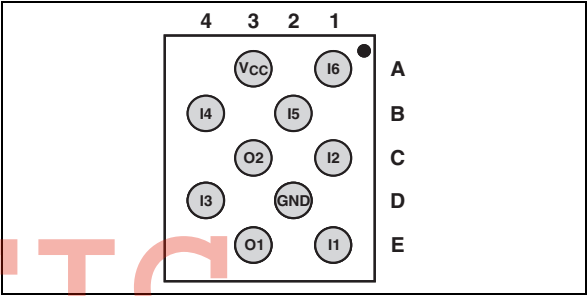 4 3 2 1
VCC I6 A
I4 I5 B
O2 I2 C
I3 GND D
O1 I1 E